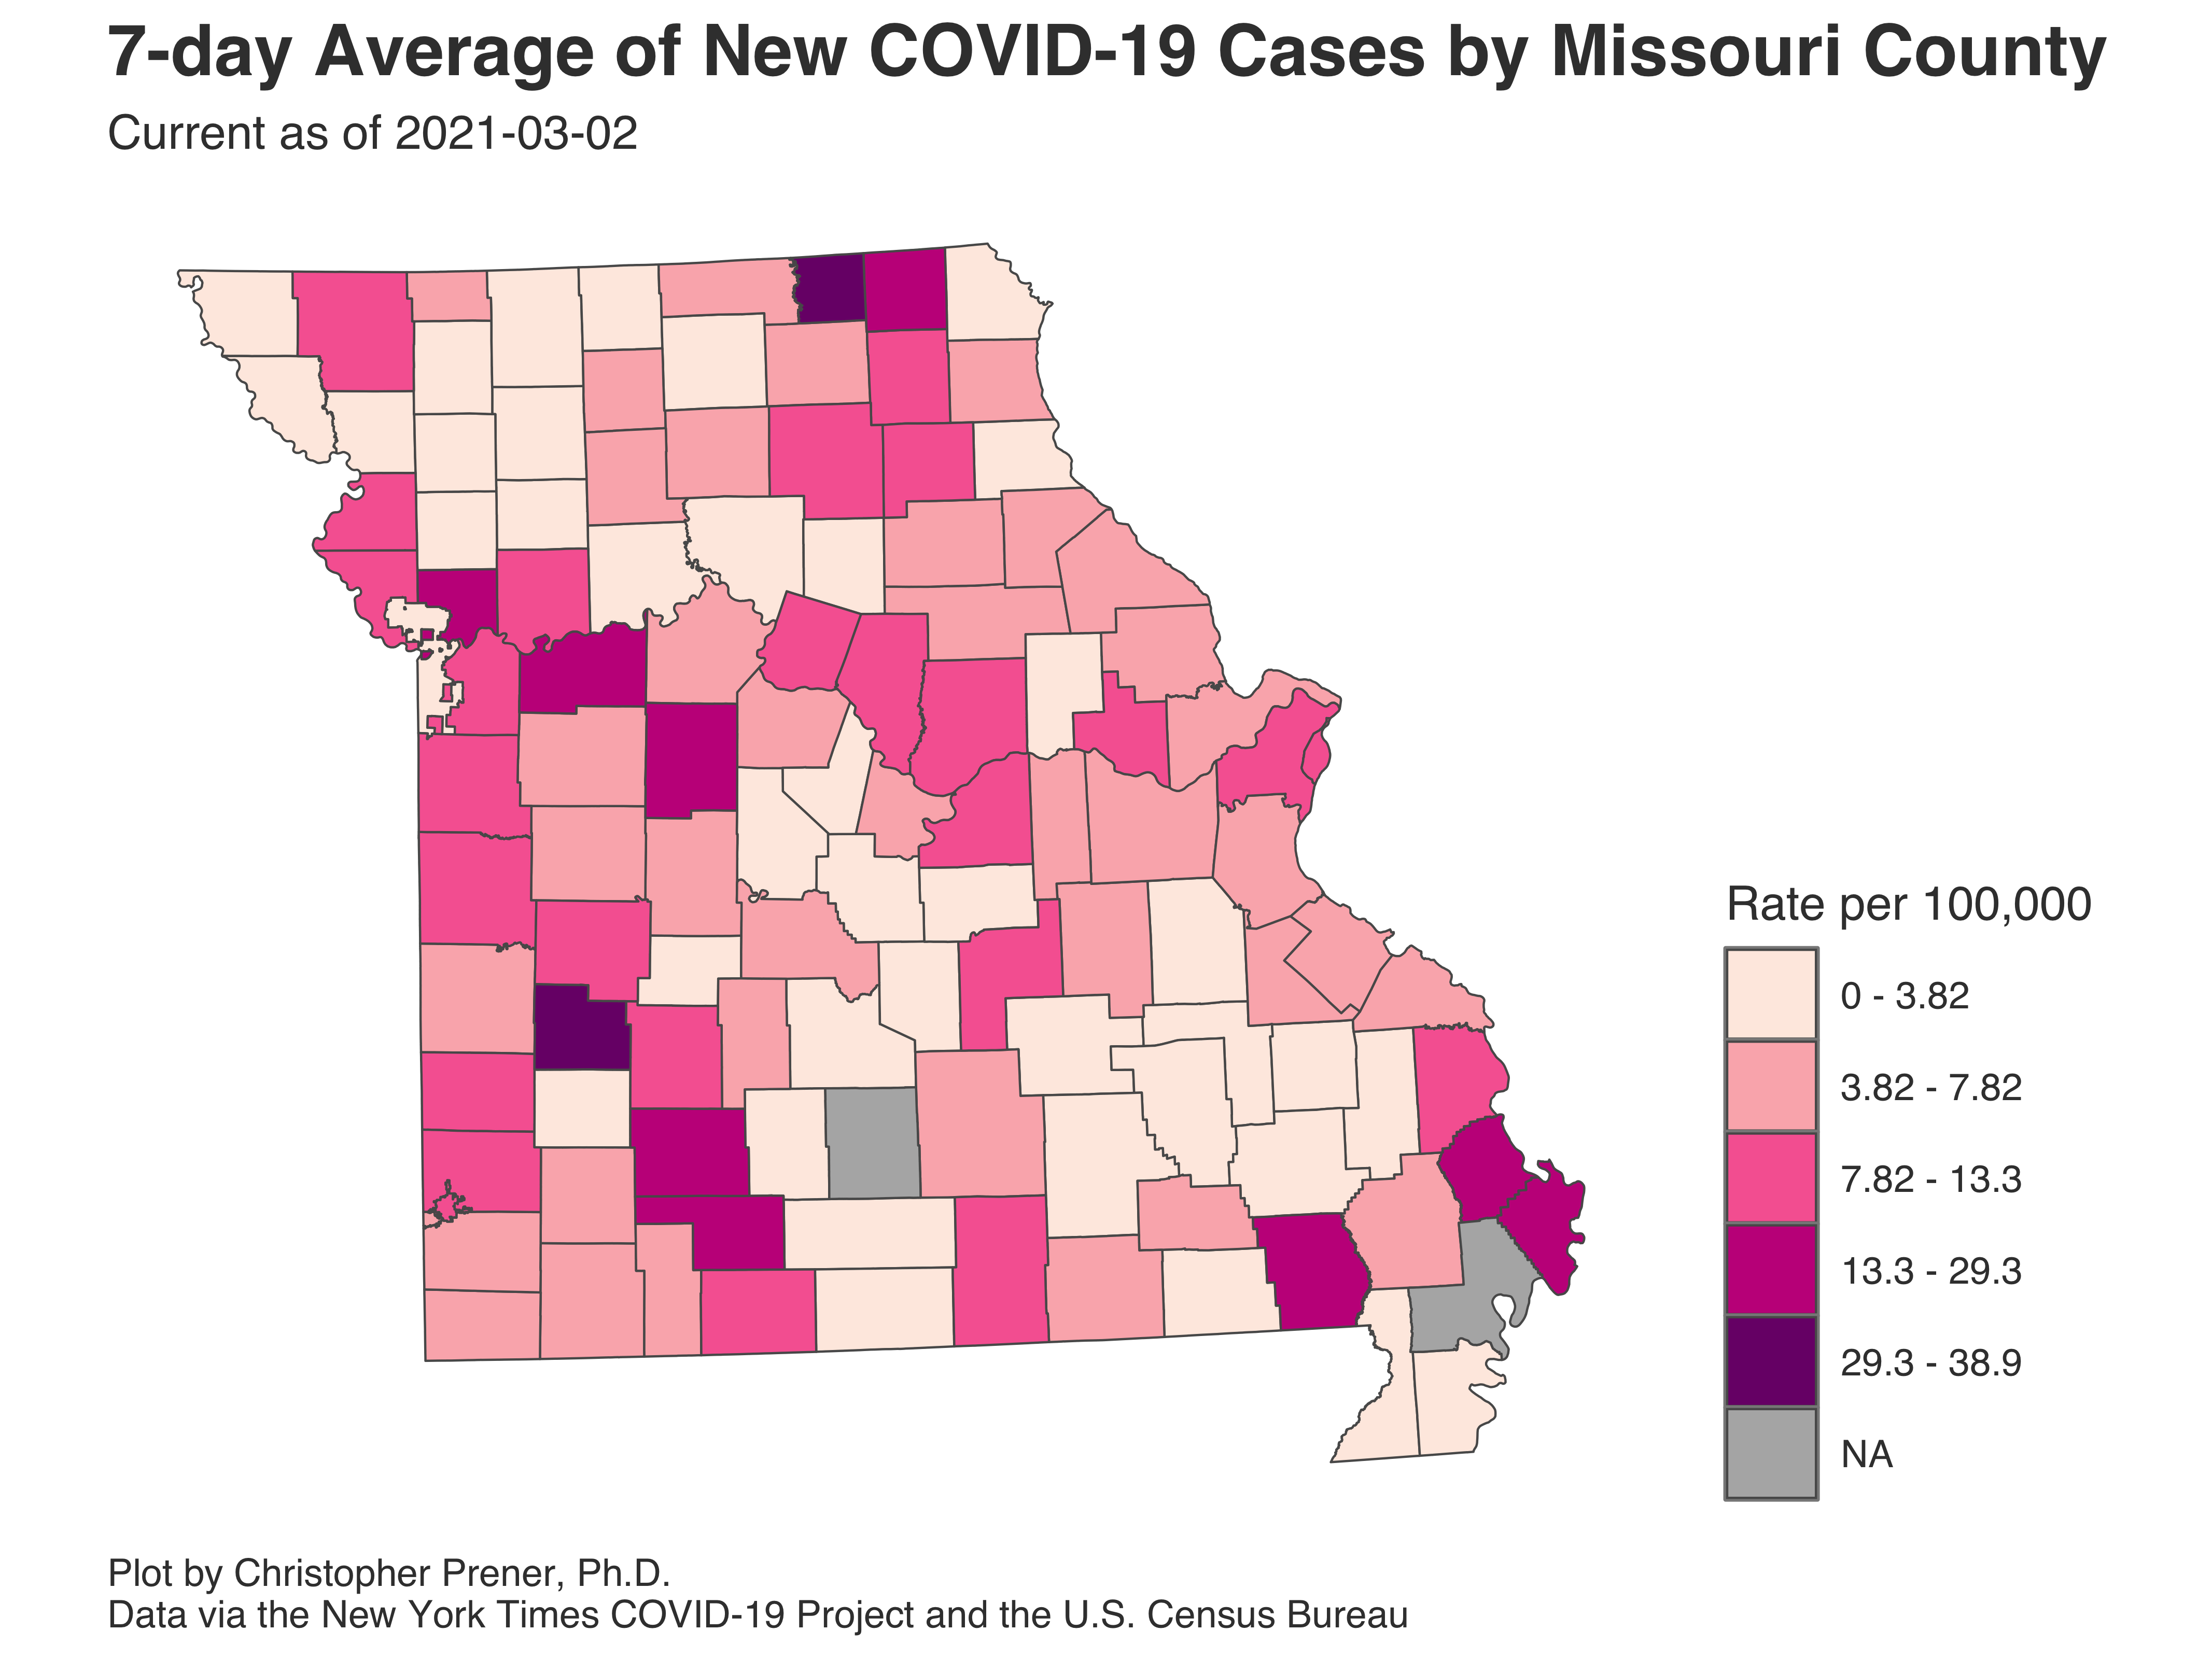 7-day Average of New COVID-19 Cases by Missouri County
Current as of 2021-03-02
Rate per 100,000
0 - 3.82
3.82 - 7.82
7.82 - 13.3
13.3 - 29.3
29.3 - 38.9
NA
Plot by Christopher Prener, Ph.D.
Data via the New York Times COVID-19 Project and the U.S. Census Bureau